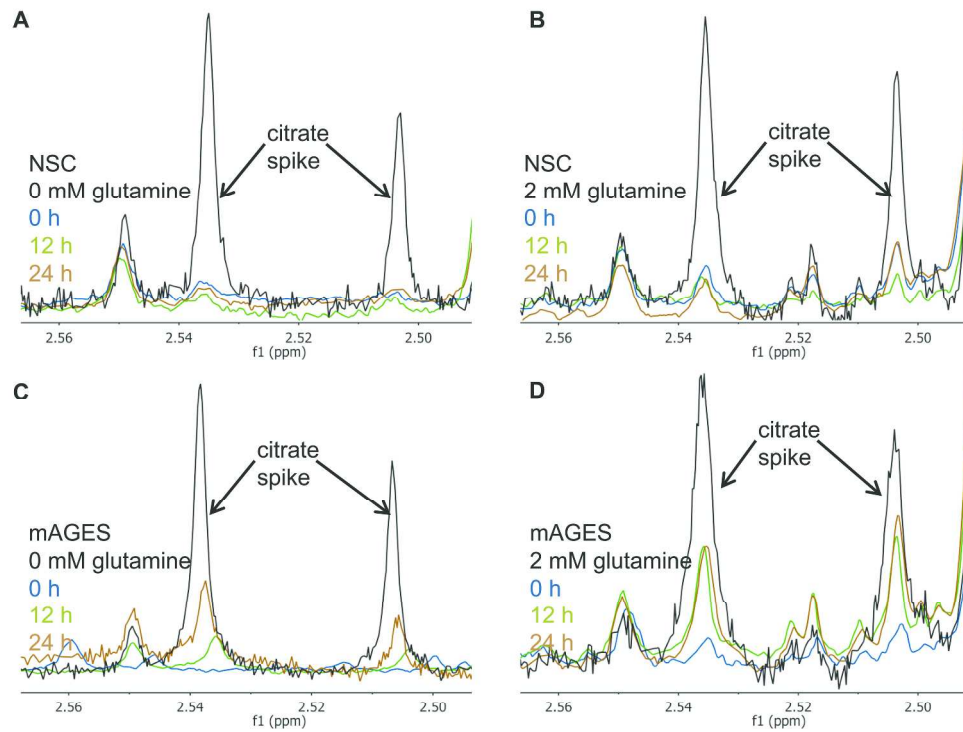 A
citrate
spike
NSC
0 mM glutamine
0 h
12 h
24 h
2.56
2.54
2.52
2.50
f1 (ppm)
B
citrate
spike
NSC
2 mM glutamine
0 h
12 h
24 h
2.56
2.54
2.52
2.50
f1 (ppm)
C
citrate
spike
mAGES
0 mM glutamine
0 h
12 h
24 h
2.56
2.54
2.52
2.50
f1 (ppm)
D
citrate
spike
mAGES
2 mM glutamine
0 h
12 h
24 h
2.56
2.54
2.52
2.50
f1 (ppm)